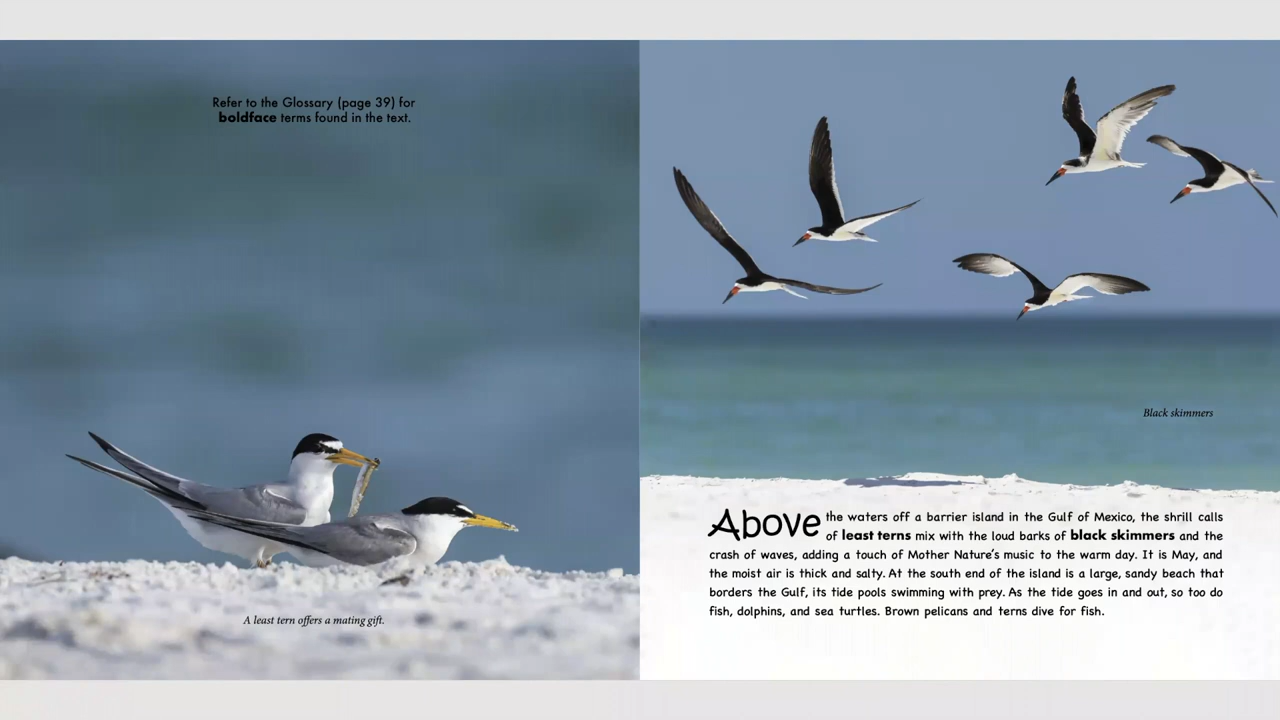 Refer to the Glossary (page 39) for
boldface terms found in the text.
A least tern offers a mating gift.
Black skimmers
Above the waters off a barrier island in the Gulf of Mexico, the shrill calls
of least terns mix with the loud barks of black skimmers and the
crash of waves, adding a touch of Mother Nature's music to the warm day. It is May, and
the moist air is thick and salty. At the south end of the island is a large, sandy beach that
borders the Gulf, its tide pools swimming with prey. As the tide goes in and out, so too do
fish, dolphins, and sea turtles. Brown pelicans and terns dive for fish.